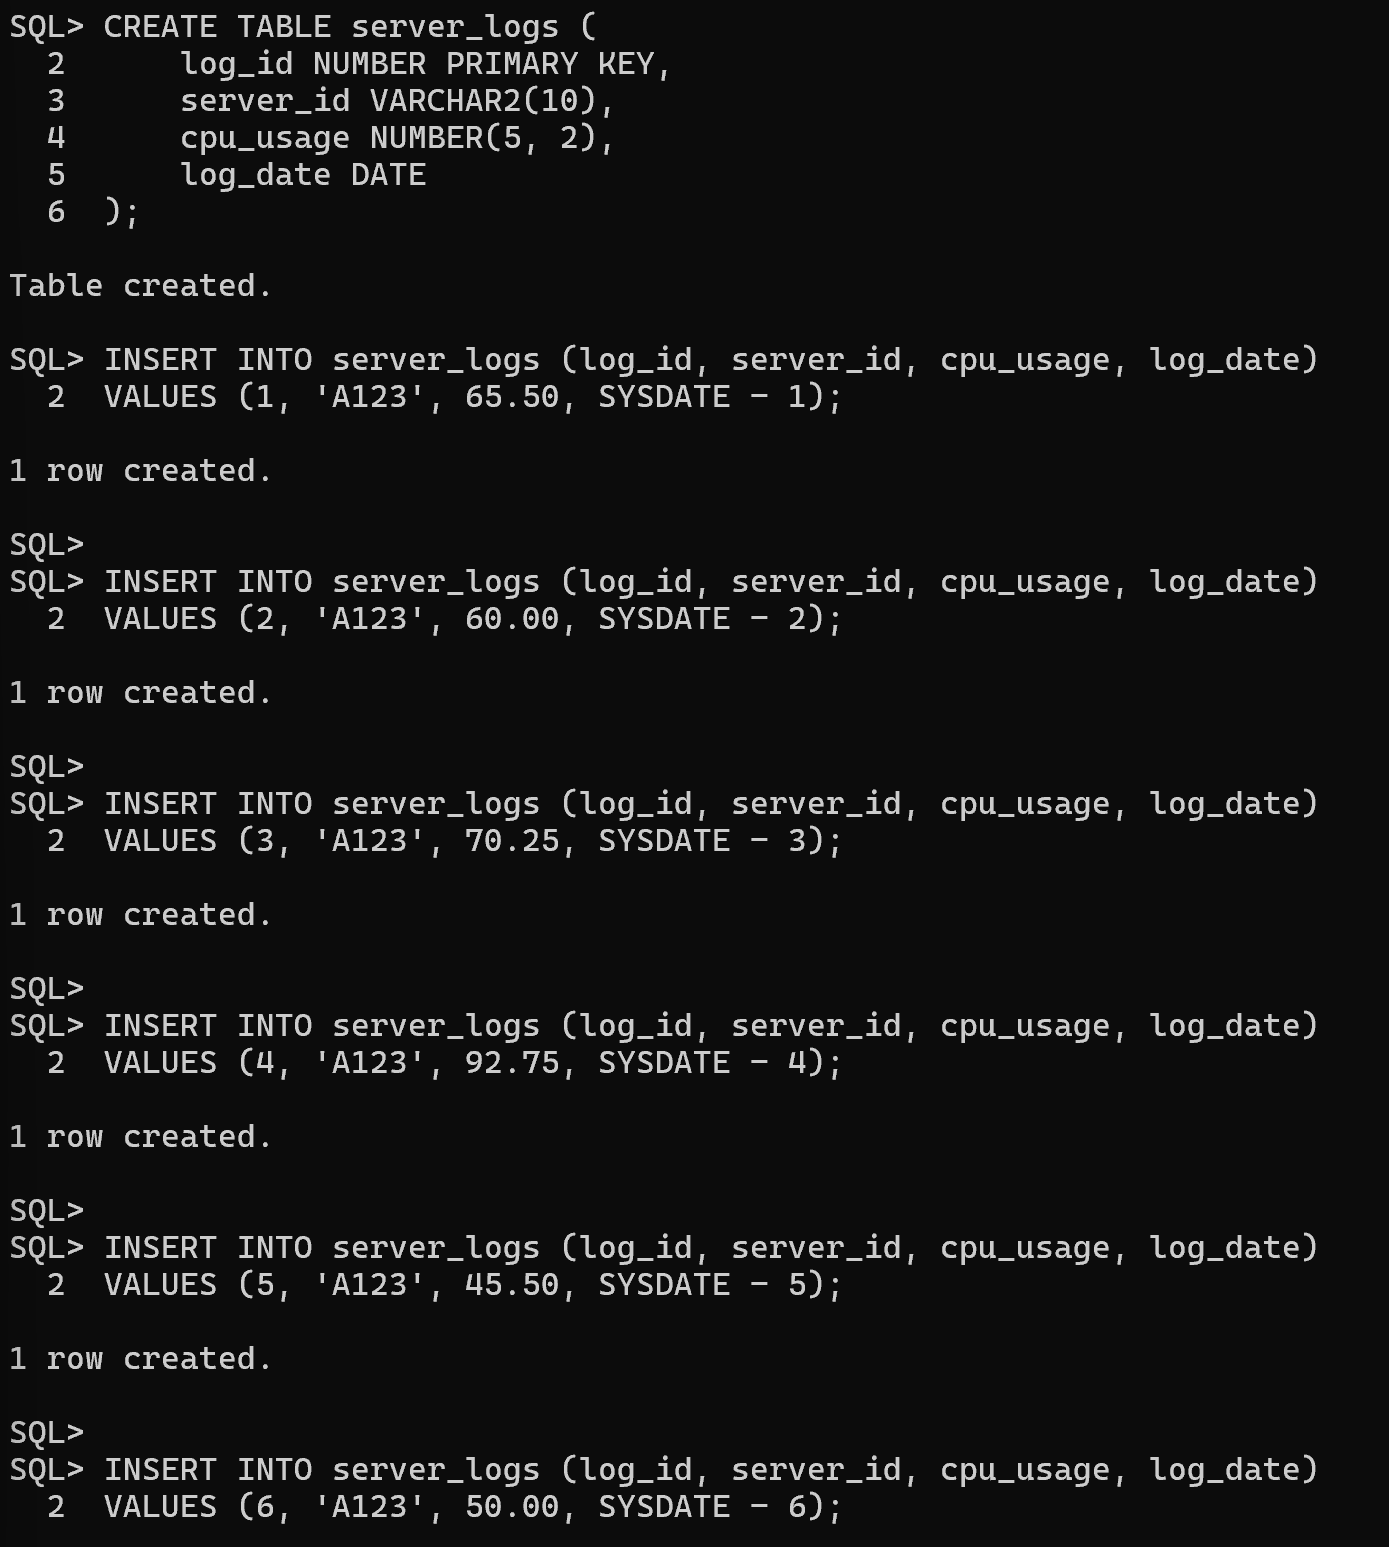 SQL> CREATE TABLE server_logs (
  2      log_id NUMBER PRIMARY KEY,
  3      server_id VARCHAR2(10),
  4      cpu_usage NUMBER(5, 2),
  5      log_date DATE
  6  );
Table created.
SQL> INSERT INTO server_logs (log_id, server_id, cpu_usage, log_date)
  2  VALUES (1, 'A123', 65.50, SYSDATE - 1);
1 row created.
SQL>
SQL> INSERT INTO server_logs (log_id, server_id, cpu_usage, log_date)
  2  VALUES (2, 'A123', 60.00, SYSDATE - 2);
1 row created.
SQL>
SQL> INSERT INTO server_logs (log_id, server_id, cpu_usage, log_date)
  2  VALUES (3, 'A123', 70.25, SYSDATE - 3);
1 row created.
SQL>
SQL> INSERT INTO server_logs (log_id, server_id, cpu_usage, log_date)
  2  VALUES (4, 'A123', 92.75, SYSDATE - 4);
1 row created.
SQL>
SQL> INSERT INTO server_logs (log_id, server_id, cpu_usage, log_date)
  2  VALUES (5, 'A123', 45.50, SYSDATE - 5);
1 row created.
SQL>
SQL> INSERT INTO server_logs (log_id, server_id, cpu_usage, log_date)
  2  VALUES (6, 'A123', 50.00, SYSDATE - 6);